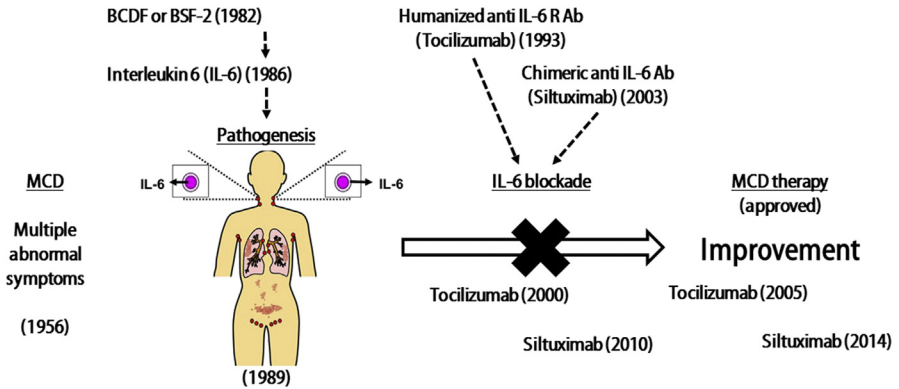 BCDF or BSF-2 (1982)
Interleukin 6 (IL-6) (1986)
Pathogenesis
Humanized anti IL-6 R Ab
(Tocilizumab) (1993)
Chimeric anti IL-6 Ab
(Siltuximab) (2003)
MCD
Multiple
abnormal
symptoms
(1956)
IL-6
IL-6
(1989)
IL-6 blockade
Tocilizumab (2000)
Siltuximab (2010)
MCD therapy
(approved)
Improvement
Tocilizumab (2005)
Siltuximab (2014)